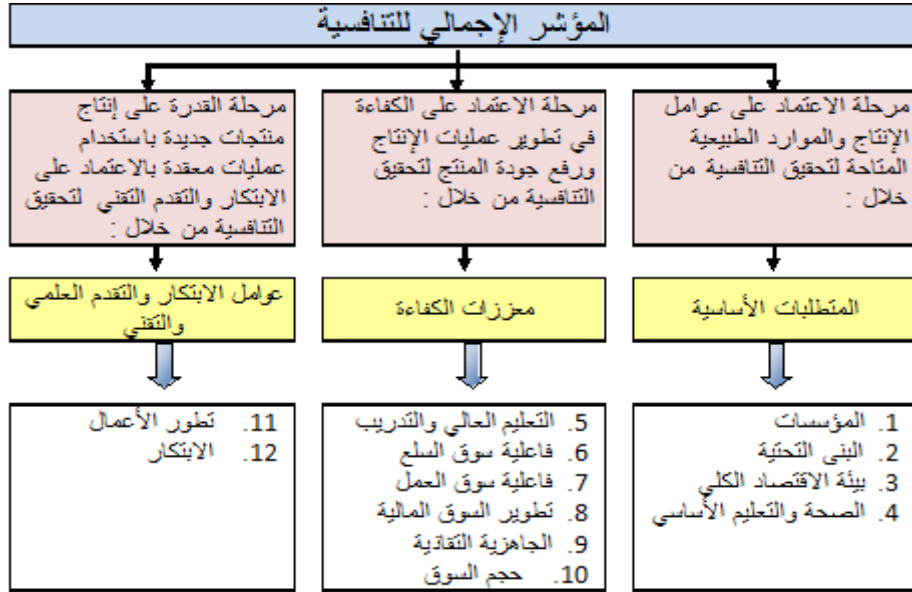 المؤشر الإجمالي للتنافسية
مرحلة الاعتماد على عوامل
الإنتاج والموارد الطبيعية
المتاحة لتحقيق التنافسية من
خلال :
مرحلة الاعتماد على الكفاءة
في تطوير عمليات الإنتاج
ورفع جودة المنتج لتحقيق
التنافسية من خلال :
مرحلة القدرة على إنتاج
منتجات جديدة باستخدام
عمليات معقدة بالاعتماد على
الابتكار والتقدم التقني لتحقيق
التنافسية من خلال :
المتطلبات الأساسية
معززات الكفاءة
عوامل الابتكار والتقدم العلمي
والتقني
1. المؤسسات
2. البنى التحتية
3. بيئة الاقتصاد الكلي
4. الصحة والتعليم الأساسي
5. التعليم العالي والتدريب
6. فاعلية سوق السلع
7. فاعلية سوق العمل
8. تطوير السوق المالية
9. الجاهزية التقانية
10. حجم السوق
11. تطور الأعمال
12. الابتكار